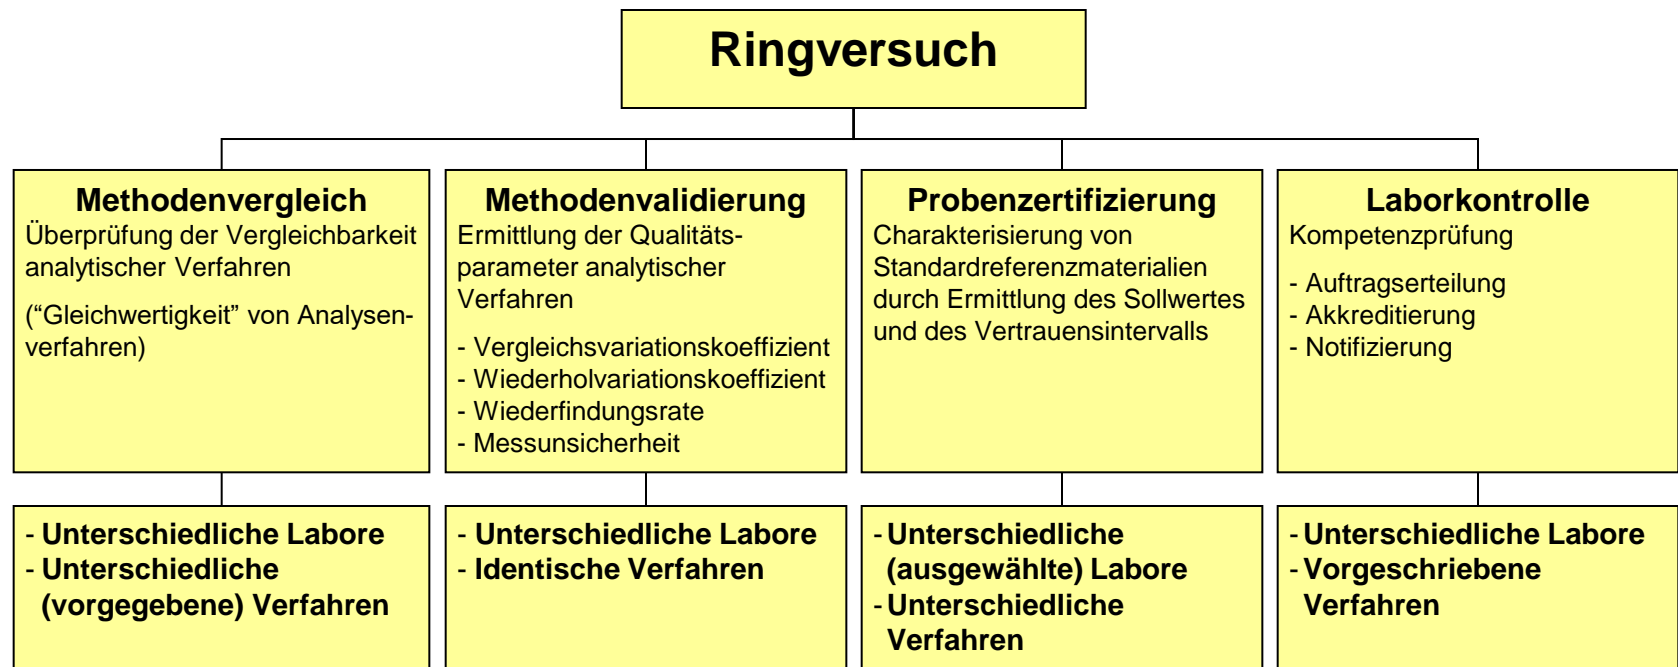 Ringversuch
Methodenvergleich
Überprüfung der Vergleichbarkeit
analytischer Verfahren
(“Gleichwertigkeit” von Analysen-
verfahren)
Methodenvalidierung
Ermittlung der Qualitäts-
parameter analytischer
Verfahren
- Vergleichsvariationskoeffizient
- Wiederholvariationskoeffizient
- Wiederfindungsrate
- Messunsicherheit
Probenzertifizierung
Charakterisierung von
Standardreferenzmaterialien
durch Ermittlung des Sollwertes
und des Vertrauensintervalls
Laborkontrolle
Kompetenzprüfung
- Auftragserteilung
- Akkreditierung
- Notifizierung
- Unterschiedliche Labore
- Unterschiedliche
(vorgegebene) Verfahren
- Unterschiedliche Labore
- Identische Verfahren
- Unterschiedliche
(ausgewählte) Labore
- Unterschiedliche
Verfahren
- Unterschiedliche Labore
- Vorgeschriebene
Verfahren